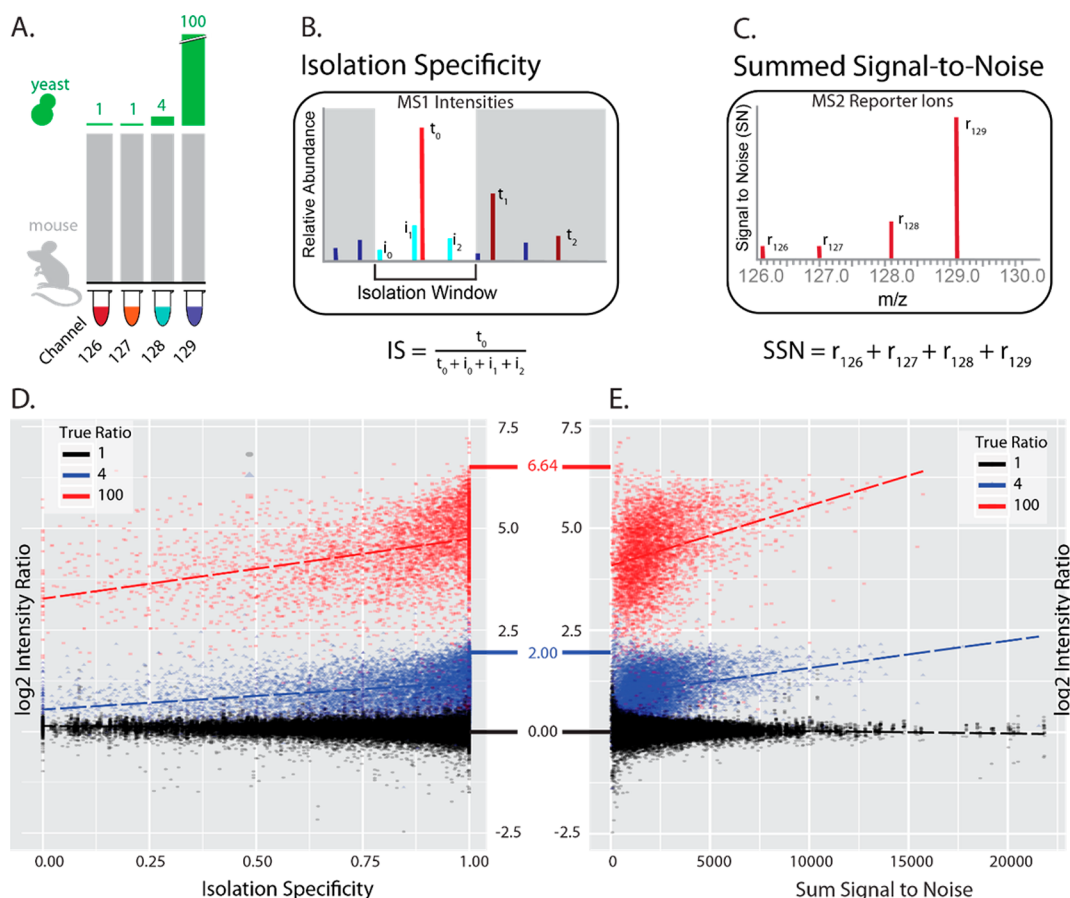 A.
100
yeast
1 1 4
mouse
Channel
126 127 128 129
B.
Isolation Specificity
MS1 Intensities
Relative Abundance
t0
t1
t2
i0
i1
i2
Isolation Window
IS = t0
t0 + i0 + i1 + i2
C.
Summed Signal-to-Noise
MS2 Reporter Ions
Signal to Noise (SN)
r129
r128
r126
r127
126.0 127.0 128.0 129.0 130.0
m/z
SSN = r126 + r127 + r128 + r129
D.
True Ratio
1
4
100
log2 Intensity Ratio
7.5
5.0
2.5
-2.5
0.00 0.25 0.50 0.75 1.00
Isolation Specificity
6.64
2.00
0.00
E.
7.5
5.0
2.5
-2.5
True Ratio
1
4
100
log2 Intensity Ratio
0 5000 10000 15000 20000
Sum Signal to Noise